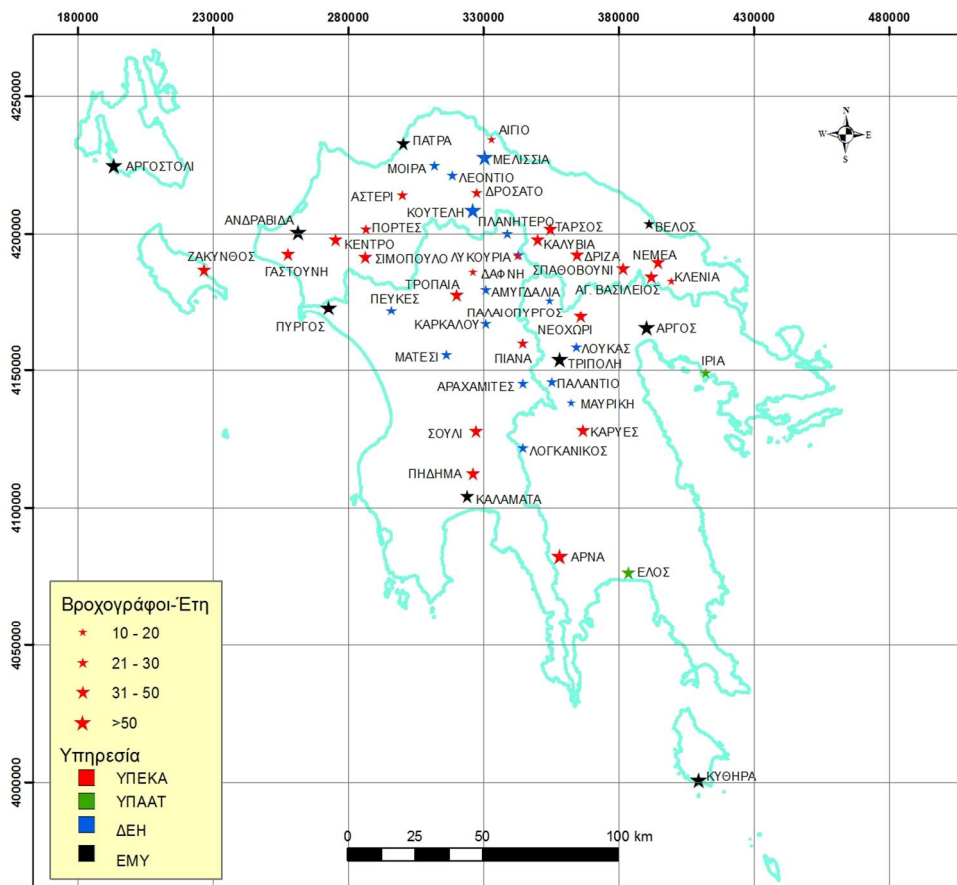 180000 230000 280000 330000 380000 430000 480000
4250000
4200000
4150000
4100000
4050000
4000000
N
W E
S
ΑΙΓΙΟ
ΠΑΤΡΑ
ΜΕΛΙΣΣΙΑ
ΑΡΓΟΣΤΟΛΙ
ΜΟΙΡΑ
ΛΕΟΝΤΙΟ
ΑΣΤΕΡΙ
ΔΡΟΣΑΤΟ
ΚΟΥΤΕΛΗ
ΑΝΔΡΑΒΙΔΑ
ΠΛΑΝΗΤΕΡΟ
ΠΟΡΤΕΣ
ΤΑΡΣΟΣ
ΒΕΛΟΣ
ΚΕΝΤΡΟ
ΚΑΛΥΒΙΑ
ΖΑΚΥΝΘΟΣ
ΣΙΜΟΠΟΥΛΟ
ΛΥΚΟΥΡΙΑ
ΔΡΙΖΑ
ΝΕΜΕΑ
ΓΑΣΤΟΥΝΗ
ΔΑΦΝΗ
ΣΠΑΘΟΒΟΥΝΙ
ΚΛΕΝΙΑ
ΤΡΟΠΑΙΑ
ΑΜΥΓΔΑΛΙΑ
ΑΓ. ΒΑΣΙΛΕΙΟΣ
ΠΕΥΚΕΣ
ΠΑΛΑΙΟΠΥΡΓΟΣ
ΠΥΡΓΟΣ
ΚΑΡΚΑΛΟΥ
ΝΕΟΧΩΡΙ
ΑΡΓΟΣ
ΜΑΤΕΣΙ
ΠΙΑΝΑ
ΛΟΥΚΑΣ
ΤΡΙΠΟΛΗ
ΙΡΙΑ
ΑΡΑΧΑΜΙΤΕΣ
ΠΑΛΑΝΤΙΟ
ΜΑΥΡΙΚΗ
ΣΟΥΛΙ
ΚΑΡΥΕΣ
ΛΟΓΚΑΝΙΚΟΣ
ΠΗΔΗΜΑ
ΚΑΛΑΜΑΤΑ
ΑΡΝΑ
ΕΛΟΣ
ΚΥΘΗΡΑ
Βροχογράφοι-Έτη
10 - 20
21 - 30
31 - 50
>50
Υπηρεσία
ΥΠΕΚΑ
ΥΠΑΑΤ
ΔΕΗ
ΕΜΥ
0 25 50 100 km